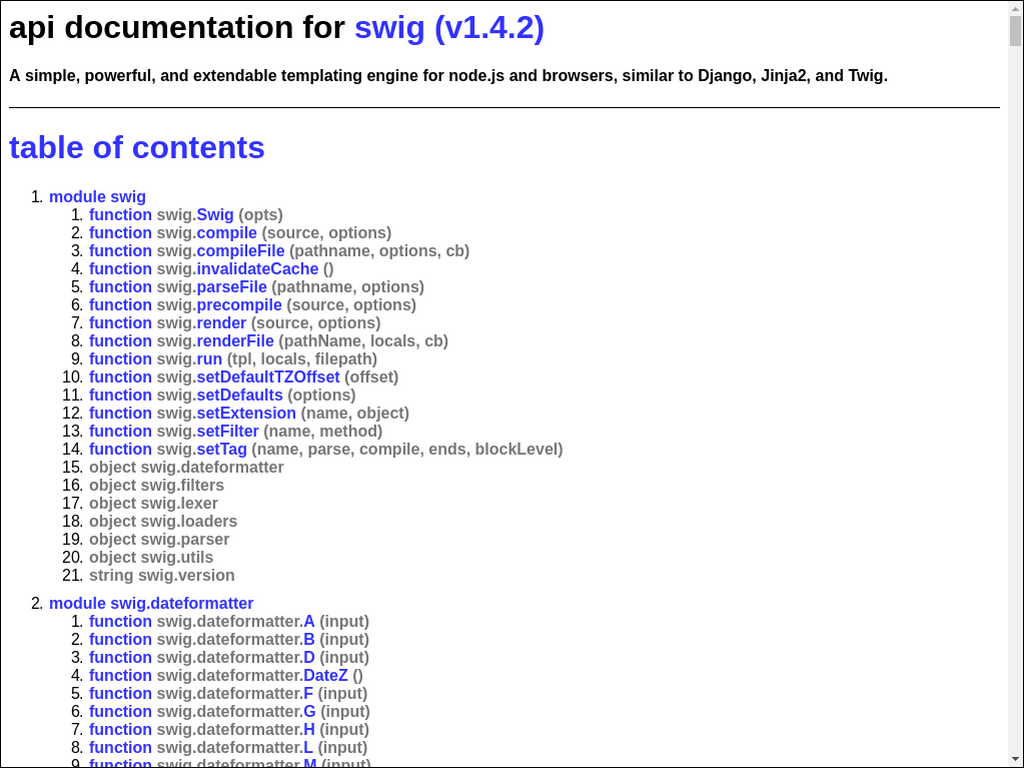 api documentation for swig (v1.4.2)
A simple, powerful, and extendable templating engine for node.js and browsers, similar to Django, Jinja2, and Twig.
table of contents
1. module swig
1. function swig.Swig (opts)
2. function swig.compile (source, options)
3. function swig.compileFile (pathname, options, cb)
4. function swig.invalidateCache ()
5. function swig.parseFile (pathname, options)
6. function swig.precompile (source, options)
7. function swig.render (source, options)
8. function swig.renderFile (pathName, locals, cb)
9. function swig.run (tpl, locals, filepath)
10. function swig.setDefaultTZOffset (offset)
11. function swig.setDefaults (options)
12. function swig.setExtension (name, object)
13. function swig.setFilter (name, method)
14. function swig.setTag (name, parse, compile, ends, blockLevel)
15. object swig.dateformatter
16. object swig.filters
17. object swig.lexer
18. object swig.loaders
19. object swig.parser
20. object swig.utils
21. string swig.version
2. module swig.dateformatter
1. function swig.dateformatter.A (input)
2. function swig.dateformatter.B (input)
3. function swig.dateformatter.D (input)
4. function swig.dateformatter.DateZ ()
5. function swig.dateformatter.F (input)
6. function swig.dateformatter.G (input)
7. function swig.dateformatter.H (input)
8. function swig.dateformatter.L (input)
9. function swig.dateformatter.M (input)